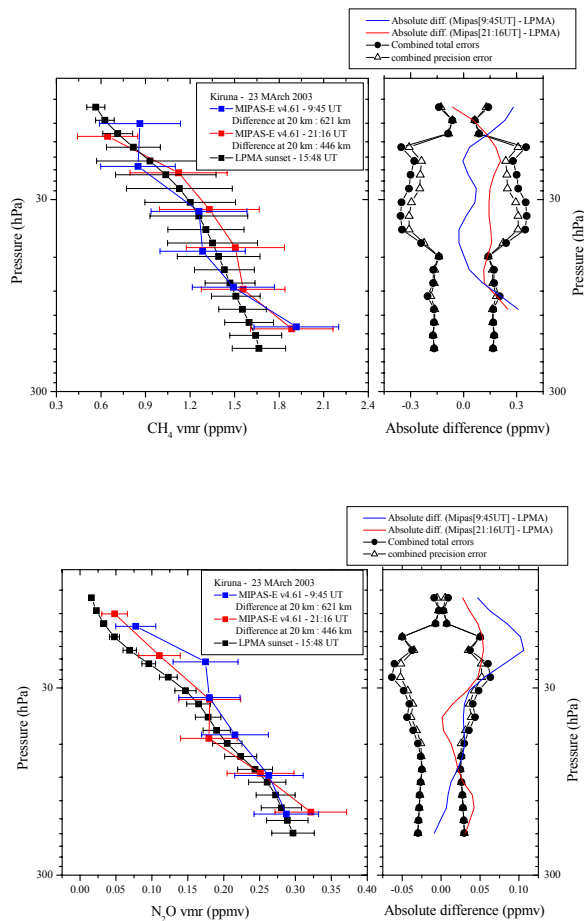 Absolute diff. (Mipas[9:45UT] - LPMA)
Absolute diff. (Mipas[21:16UT] - LPMA)
Combined total errors
combined precision error
Kiruna - 23 MArch 2003
MIPAS-E v4.61 - 9:45 UT
Difference at 20 km : 621 km
MIPAS-E v4.61 - 21:16 UT
Difference at 20 km : 446 km
LPMA sunset - 15:48 UT
Pressure (hPa)
30
300
0.3 0.6 0.9 1.2 1.5 1.8 2.1 2.4
CH4 vmr (ppmv)
-0.3 0.0 0.3
Absolute difference (ppmv)
30
300
Pressure (hPa)
Absolute diff. (Mipas[9:45UT] - LPMA)
Absolute diff. (Mipas[21:16UT] - LPMA)
Combined total errors
combined precision error
Kiruna - 23 MArch 2003
MIPAS-E v4.61 - 9:45 UT
Difference at 20 km : 621 km
MIPAS-E v4.61 - 21:16 UT
Difference at 20 km : 446 km
LPMA sunset - 15:48 UT
Pressure (hPa)
30
300
0.00 0.05 0.10 0.15 0.20 0.25 0.30 0.35 0.40
N2O vmr (ppmv)
-0.05 0.00 0.05 0.10
Absolute difference (ppmv)
30
300
Pressure (hPa)